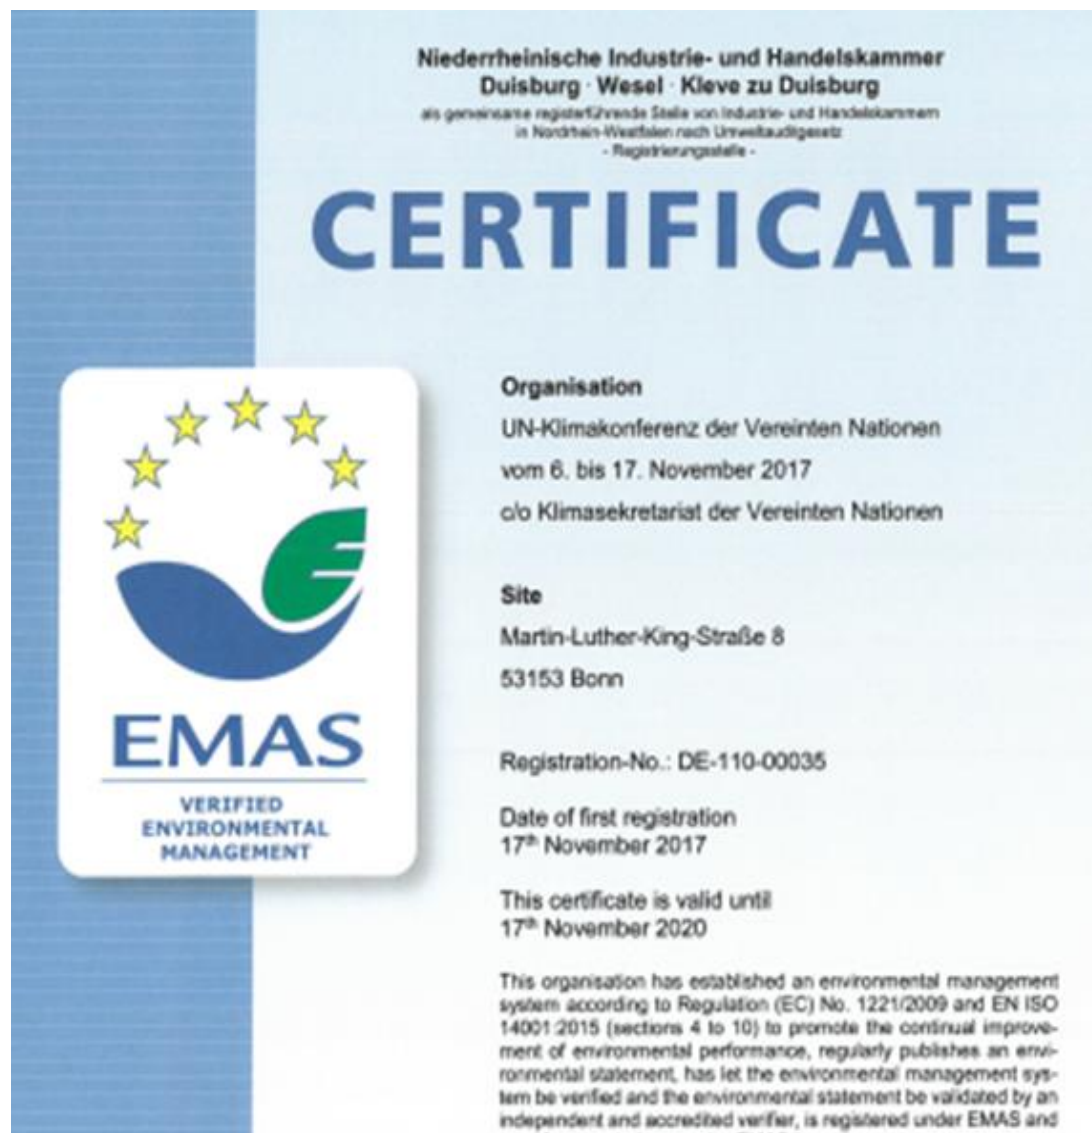 Niederrheinische Industrie- und Handelskammer
Duisburg · Wesel · Kleve zu Duisburg
als gemeinsame registerführende Stelle von Industrie- und Handelskammern
in Nordrhein-Westfalen nach Umweltauditgesetz
- Registrierungsstelle -
CERTIFICATE
Organisation
UN-Klimakonferenz der Vereinten Nationen
vom 6. bis 17. November 2017
c/o Klimasekretariat der Vereinten Nationen
Site
Martin-Luther-King-Straße 8
53153 Bonn
Registration-No.: DE-110-00035
Date of first registration
17th November 2017
This certificate is valid until
17th November 2020
This organisation has established an environmental management
system according to Regulation (EC) No. 1221/2009 and EN ISO
14001:2015 (sections 4 to 10) to promote the continual improve-
ment of environmental performance, regularly publishes an envi-
ronmental statement, has let the environmental management sys-
tem be verified and the environmental statement be validated by an
independent and accredited verifier, is registered under EMAS and
EMAS
VERIFIED
ENVIRONMENTAL
MANAGEMENT